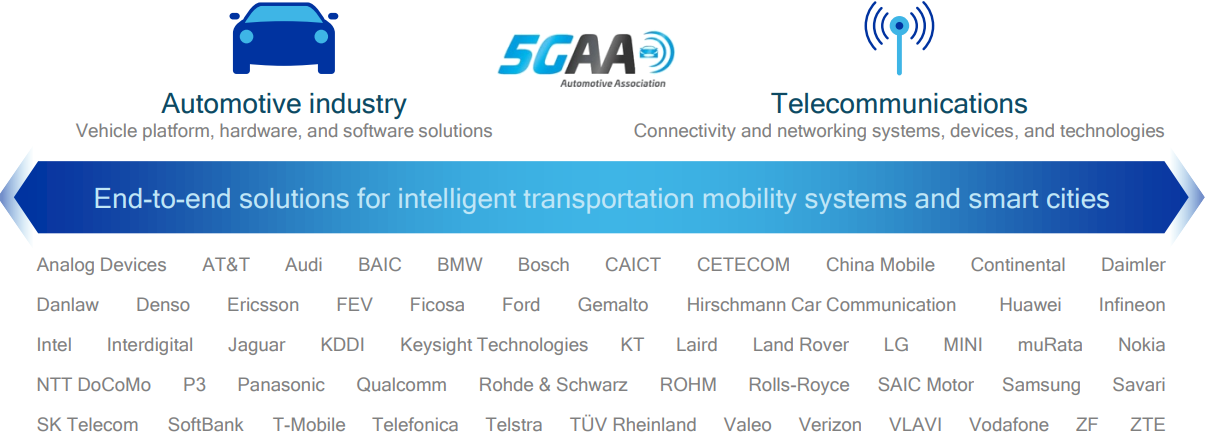 5GAA
Automotive Association
Automotive industry
Vehicle platform, hardware, and software solutions
Telecommunications
Connectivity and networking systems, devices, and technologies
End-to-end solutions for intelligent transportation mobility systems and smart cities
Analog Devices AT&T Audi BAIC BMW Bosch CAICT CETECOM China Mobile Continental Daimler
Danlaw Denso Ericsson FEV Ficosa Ford Gemalto Hirschmann Car Communication Huawei Infineon
Intel Interdigital Jaguar KDDI Keysight Technologies KT Laird Land Rover LG MINI muRata Nokia
NTT DoCoMo P3 Panasonic Qualcomm Rohde & Schwarz ROHM Rolls-Royce SAIC Motor Samsung Savari
SK Telecom SoftBank T-Mobile Telefonica Telstra TÜV Rheinland Valeo Verizon VLAVI Vodafone ZF ZTE